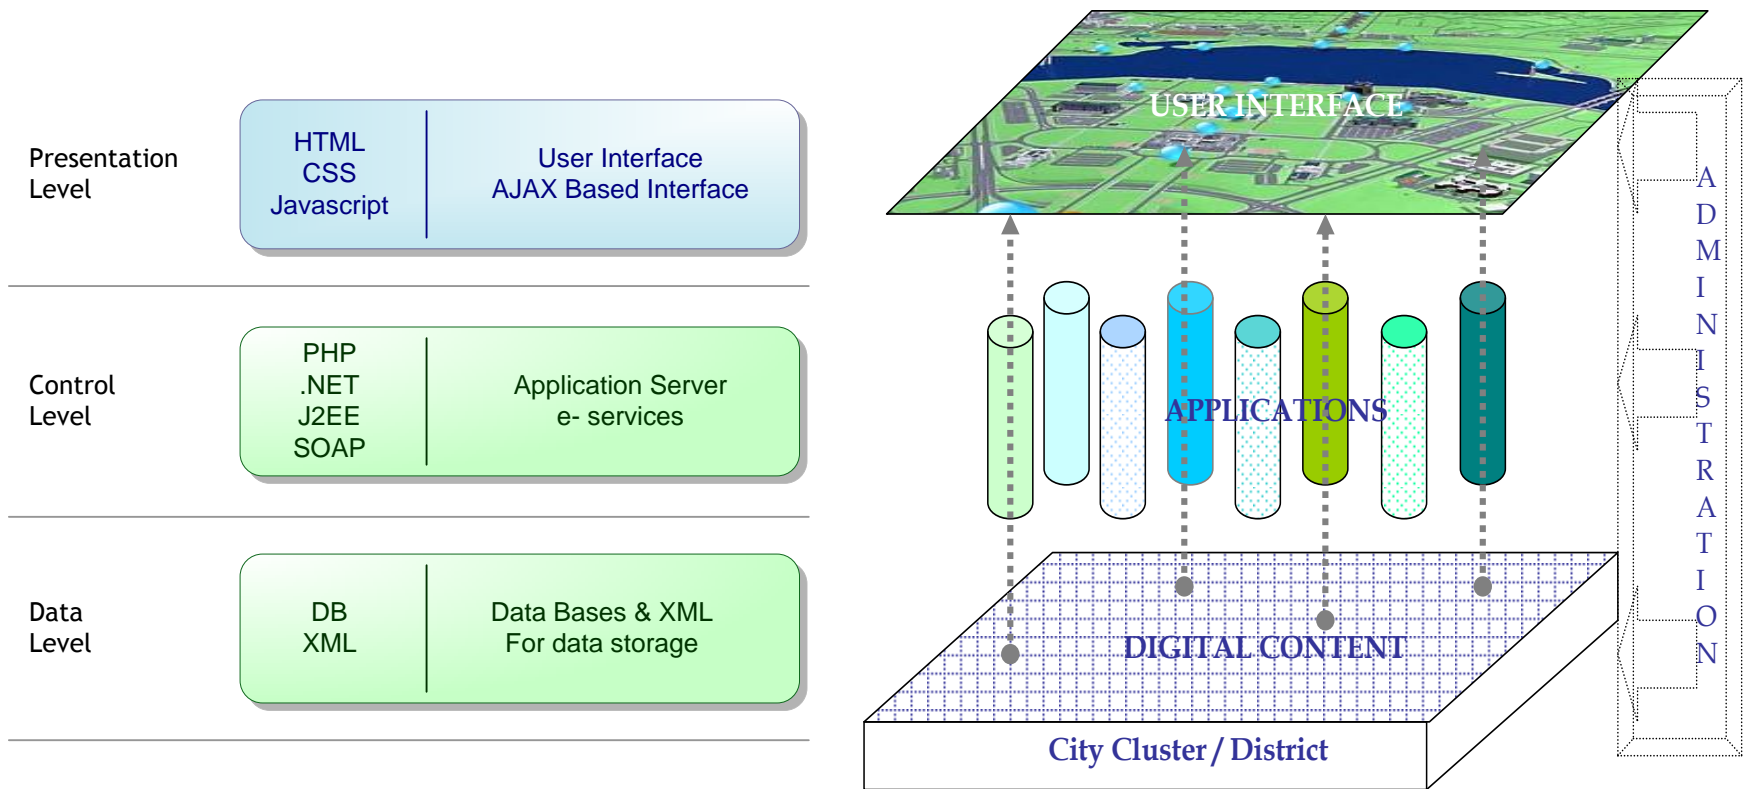 Presentation
Level
HTML
CSS
Javascript
User Interface
AJAX Based Interface
Control
Level
PHP
.NET
J2EE
SOAP
Application Server
e- services
Data
Level
DB
XML
Data Bases & XML
For data storage
USER INTERFACE
APPLICATIONS
DIGITAL CONTENT
City Cluster / District
ADMINISTRATION